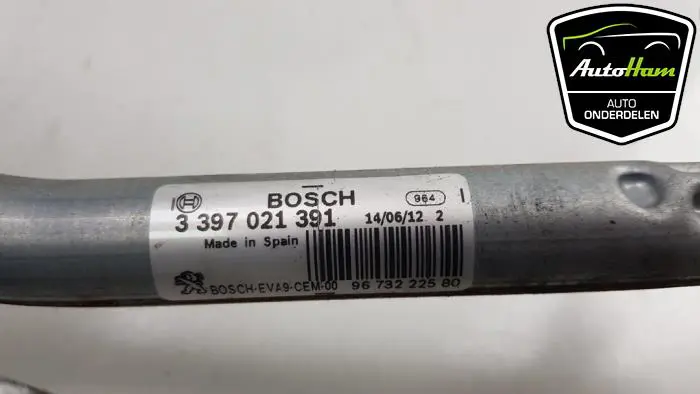 AutoHam
AUTO
ONDERDELEN
BOSCH
964
3 397 021 391
14/06/12 2
Made in Spain
BOSCH-EVA9-CEM-00
96 732 225 80